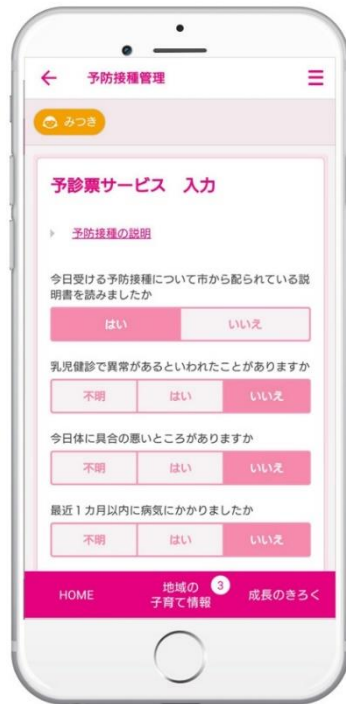 予防接種管理
みつき
予診票サービス 入力
予防接種の説明
今日受ける予防接種について市から配られている説
明書を読みましたか
はい いいえ
乳児健診で異常があるといわれたことがありますか
不明 はい いいえ
今日体に具合の悪いところがありますか
不明 はい いいえ
最近1カ月以内に病気にかかりましたか
不明 はい いいえ
HOME 地域の 3 成長のきろく
子育て情報